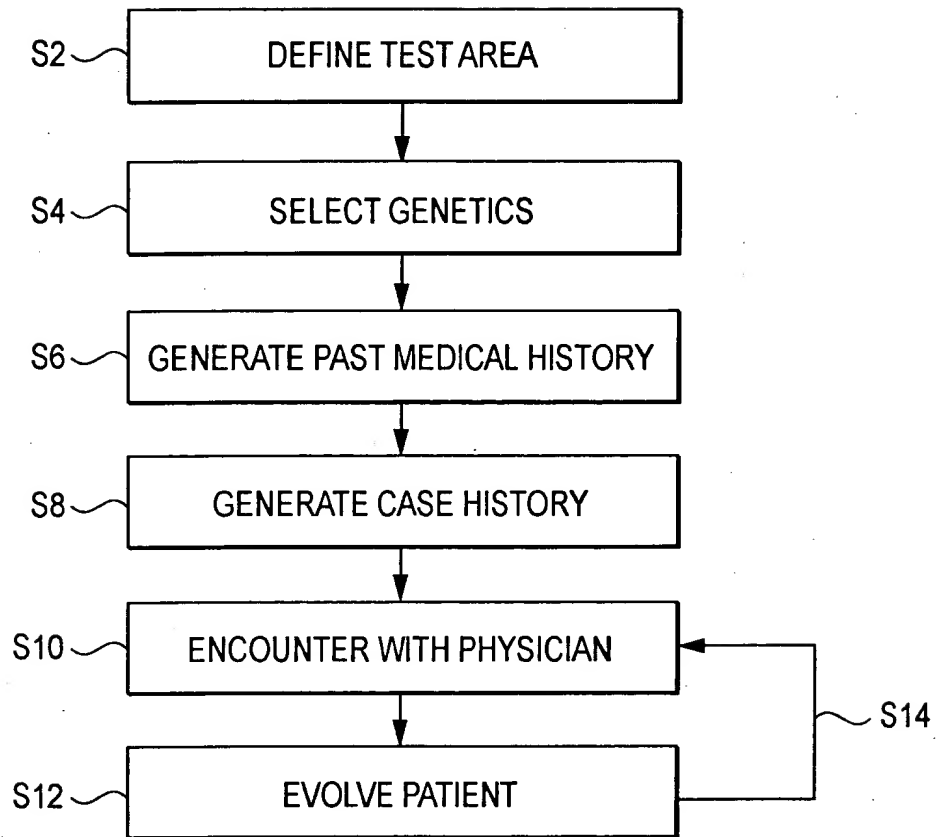 S2 DEFINE TEST AREA
S4 SELECT GENETICS
S6 GENERATE PAST MEDICAL HISTORY
S8 GENERATE CASE HISTORY
S10 ENCOUNTER WITH PHYSICIAN
S14
S12 EVOLVE PATIENT